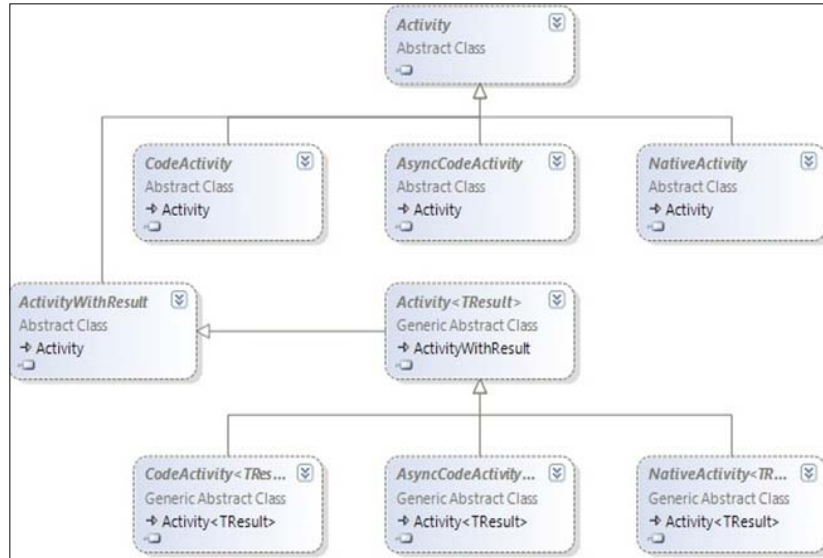 Activity
Abstract Class
CodeActivity
Abstract Class
Activity
AsyncCodeActivity
Abstract Class
Activity
NativeActivity
Abstract Class
Activity
ActivityWithResult
Abstract Class
Activity
Activity<TResult>
Generic Abstract Class
ActivityWithResult
CodeActivity<TRes...
Generic Abstract Class
Activity<TResult>
AsyncCodeActivity...
Generic Abstract Class
Activity<TResult>
NativeActivity<TR...
Generic Abstract Class
Activity<TResult>